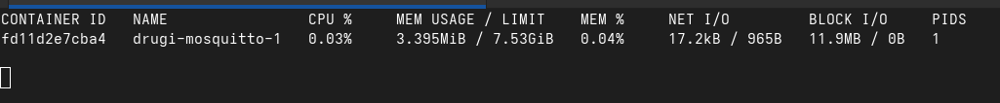 CONTAINER ID   NAME                CPU %     MEM USAGE / LIMIT   MEM %     NET I/O           BLOCK I/O     PIDS
fd11d2e7cba4   drugi-mosquitto-1   0.03%     3.395MiB / 7.53GiB   0.04%     17.2kB / 965B   11.9MB / 0B   1